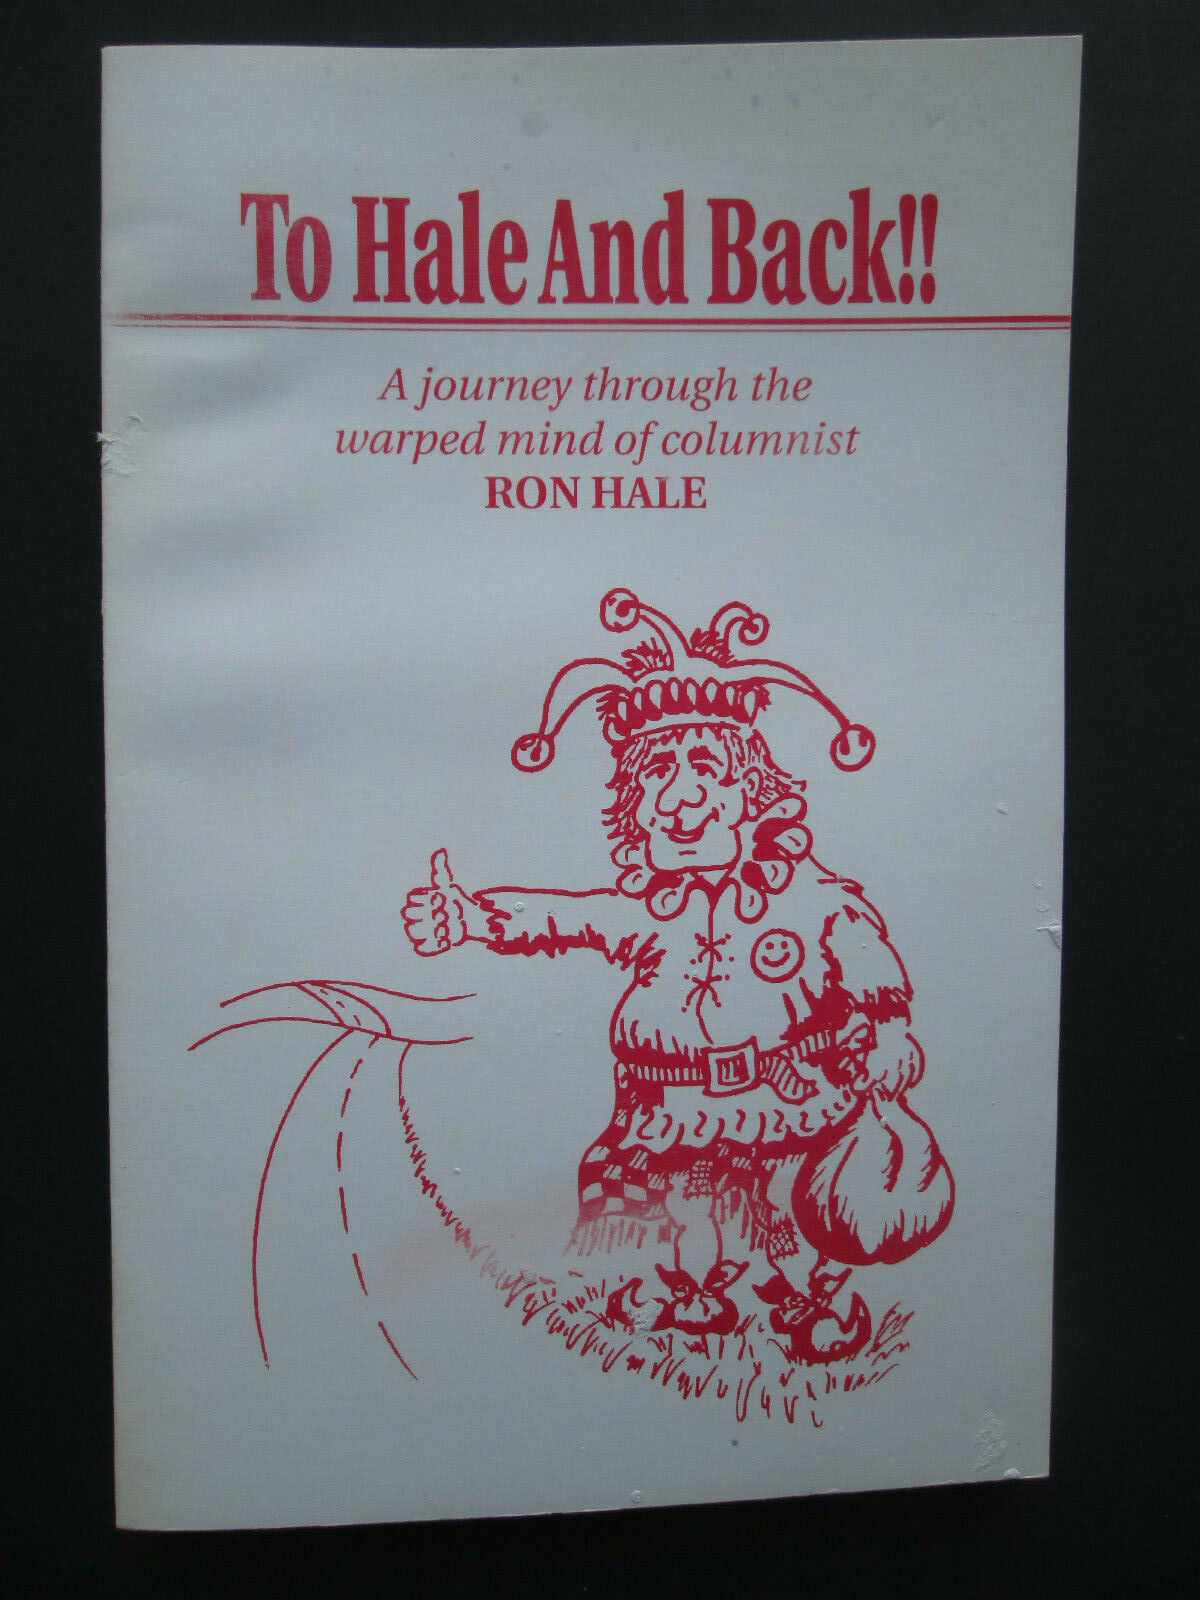 To Hale And Back!!
A journey through the
warped mind of columnist
RON HALE